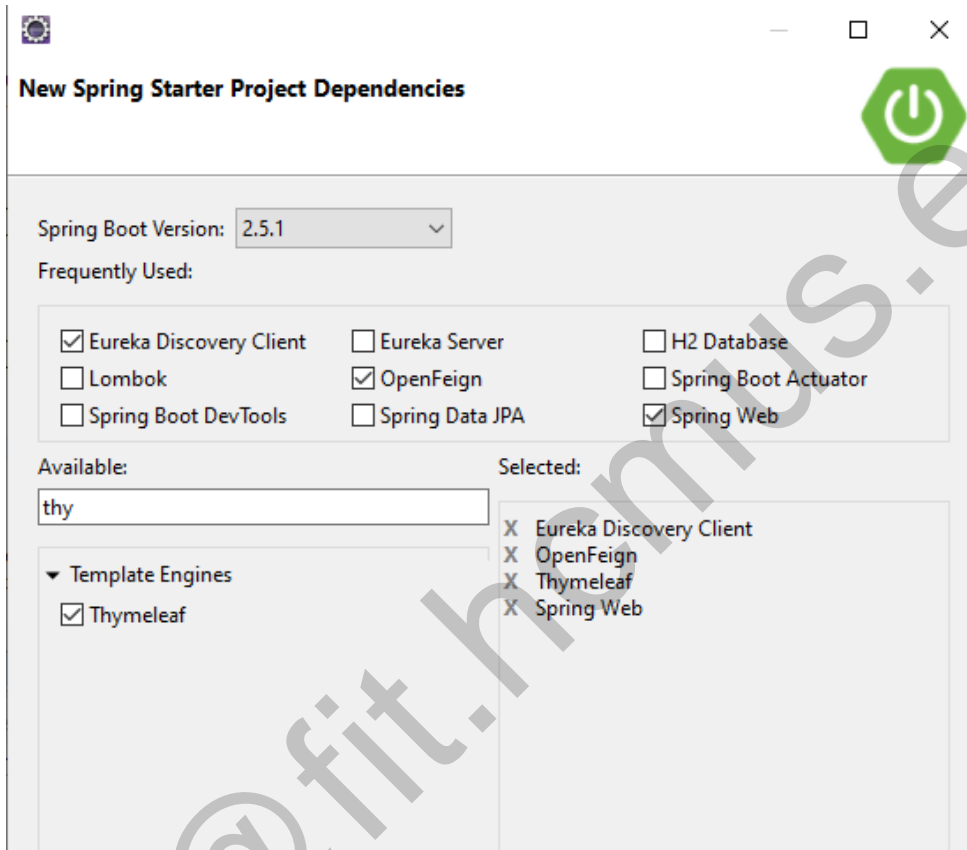 New Spring Starter Project Dependencies
Spring Boot Version: 2.5.1
Frequently Used:
Eureka Discovery Client Eureka Server H2 Database
Lombok OpenFeign Spring Boot Actuator
Spring Boot DevTools Spring Data JPA Spring Web
Available: Selected:
thy
X Eureka Discovery Client
X OpenFeign
X Thymeleaf
X Spring Web
Template Engines
Thymeleaf
@fit.hcmus.e